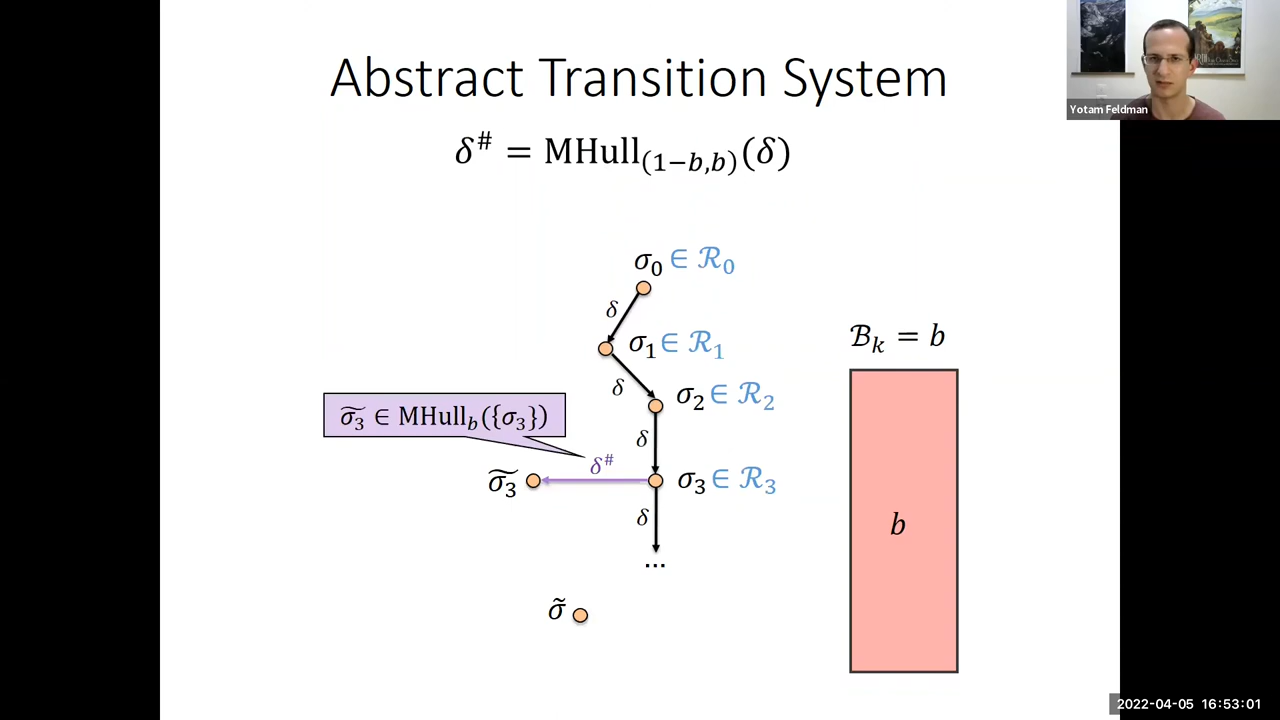 Abstract Transition System
δ# = MHull(1−b,b)(δ)
σ0 ∈ ℛ0
δ
σ1 ∈ ℛ1
ℬk = b
δ
σ2 ∈ ℛ2
σ̃3 ∈ MHullb({σ3})
δ
δ#
σ̃3
σ3 ∈ ℛ3
δ
b
...
σ̃
Yotam Feldman
2022-04-05 16:53:01